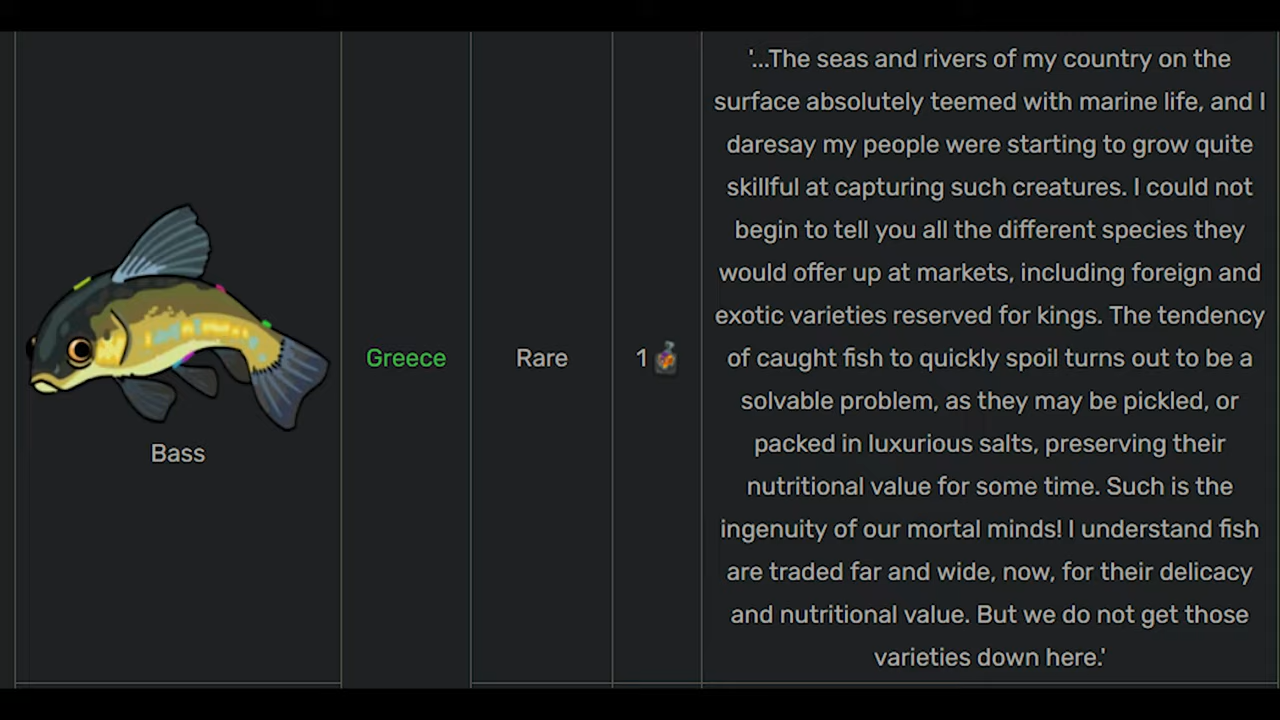 '...The seas and rivers of my country on the
surface absolutely teemed with marine life, and I
daresay my people were starting to grow quite
skillful at capturing such creatures. I could not
begin to tell you all the different species they
would offer up at markets, including foreign and
exotic varieties reserved for kings. The tendency
of caught fish to quickly spoil turns out to be a
solvable problem, as they may be pickled, or
packed in luxurious salts, preserving their
nutritional value for some time. Such is the
ingenuity of our mortal minds! I understand fish
are traded far and wide, now, for their delicacy
and nutritional value. But we do not get those
varieties down here.'
Greece
Rare
1
Bass